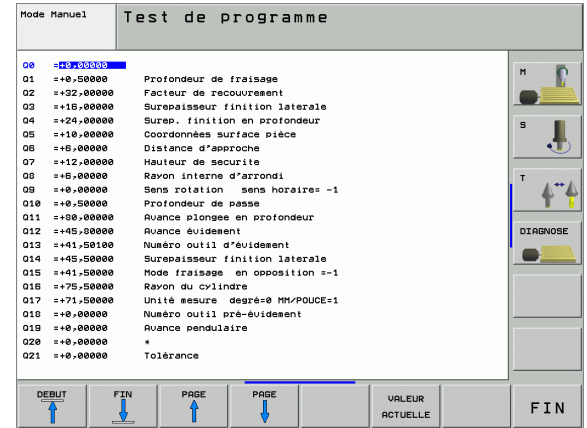 Mode Manuel
Test de programme
Q0 =+0,00000
Q1 =+0,50000 Profondeur de fraisage
Q2 =+32,00000 Facteur de recouvrement
Q3 =+16,00000 Surepaisseur finition laterale
Q4 =+24,00000 Surep. finition en profondeur
Q5 =+10,00000 Coordonnées surface pièce
Q6 =+6,00000 Distance d'approche
Q7 =+12,00000 Hauteur de securite
Q8 =+6,00000 Rayon interne d'arrondi
Q9 =+0,00000 Sens rotation sens horaire= -1
Q10 =+0,50000 Profondeur de passe
Q11 =+80,00000 Avance plongee en profondeur
Q12 =+45,80000 Avance évidement
Q13 =+41,50100 Numéro outil d'évidement
Q14 =+45,50000 Surepaisseur finition laterale
Q15 =+41,50000 Mode fraisage en opposition =-1
Q16 =+75,50000 Rayon du cylindre
Q17 =+71,50000 Unité mesure degré=0 MM/POUCE=1
Q18 =+0,00000 Numéro outil pré-évidement
Q19 =+0,00000 Avance pendulaire
Q20 =+0,00000 *
Q21 =+0,00000 Tolérance
M
S
T
DIAGNOSE
DEBUT
FIN
PAGE
PAGE
VALEUR
ACTUELLE
FIN